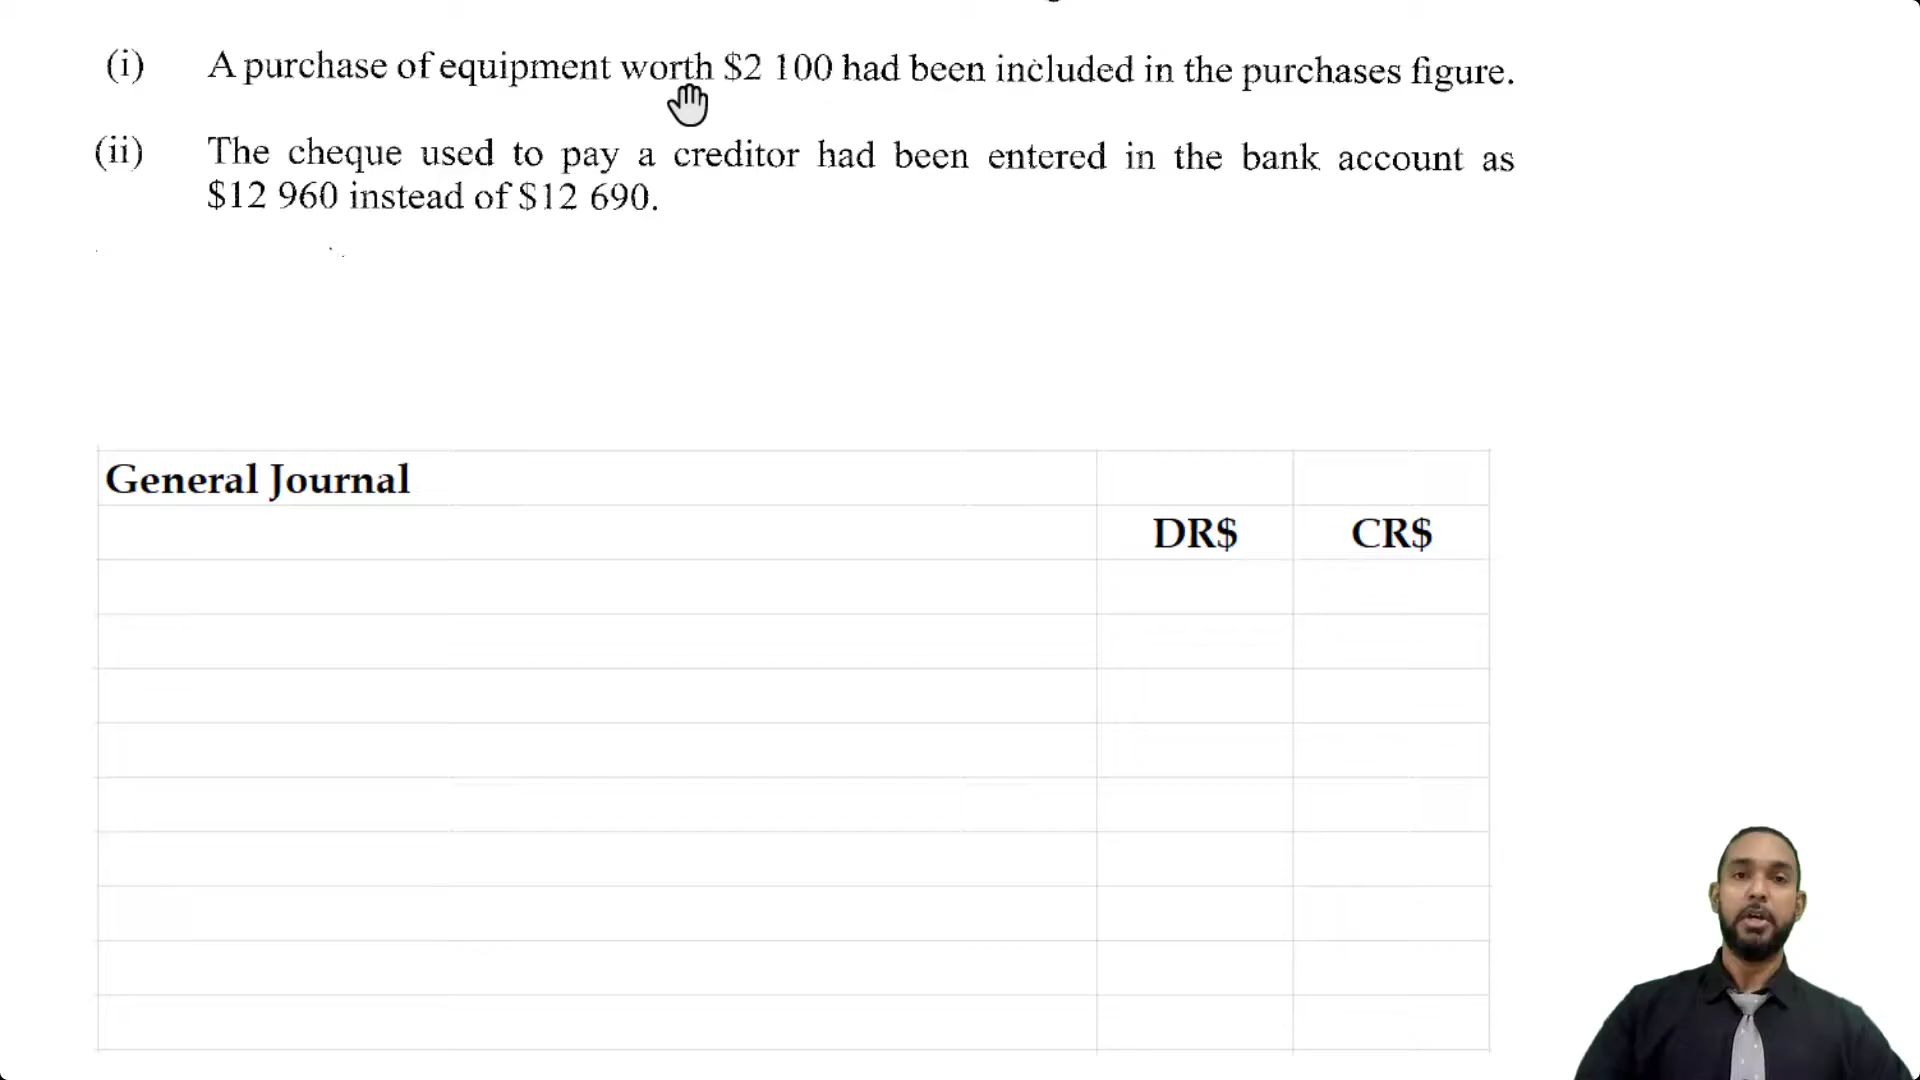 (i) A purchase of equipment worth $2 100 had been included in the purchases figure.
(ii) The cheque used to pay a creditor had been entered in the bank account as
$12 960 instead of $12 690.
General Journal
DR$ CR$